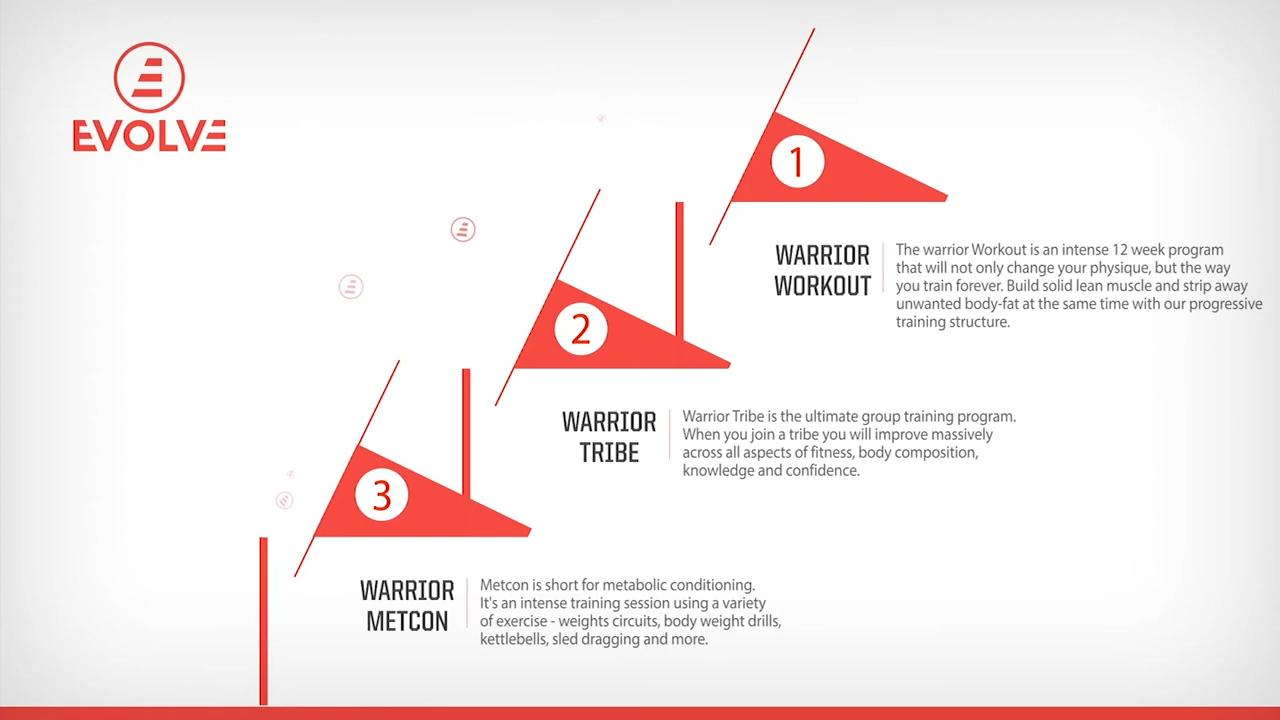 EVOLVE
1
WARRIOR
WORKOUT
The warrior Workout is an intense 12 week program
that will not only change your physique, but the way
you train forever. Build solid lean muscle and strip away
unwanted body-fat at the same time with our progressive
training structure.
2
WARRIOR
TRIBE
Warrior Tribe is the ultimate group training program.
When you join a tribe you will improve massively
across all aspects of fitness, body composition,
knowledge and confidence.
3
WARRIOR
METCON
Metcon is short for metabolic conditioning.
It's an intense training session using a variety
of exercise - weights circuits, body weight drills,
kettlebells, sled dragging and more.